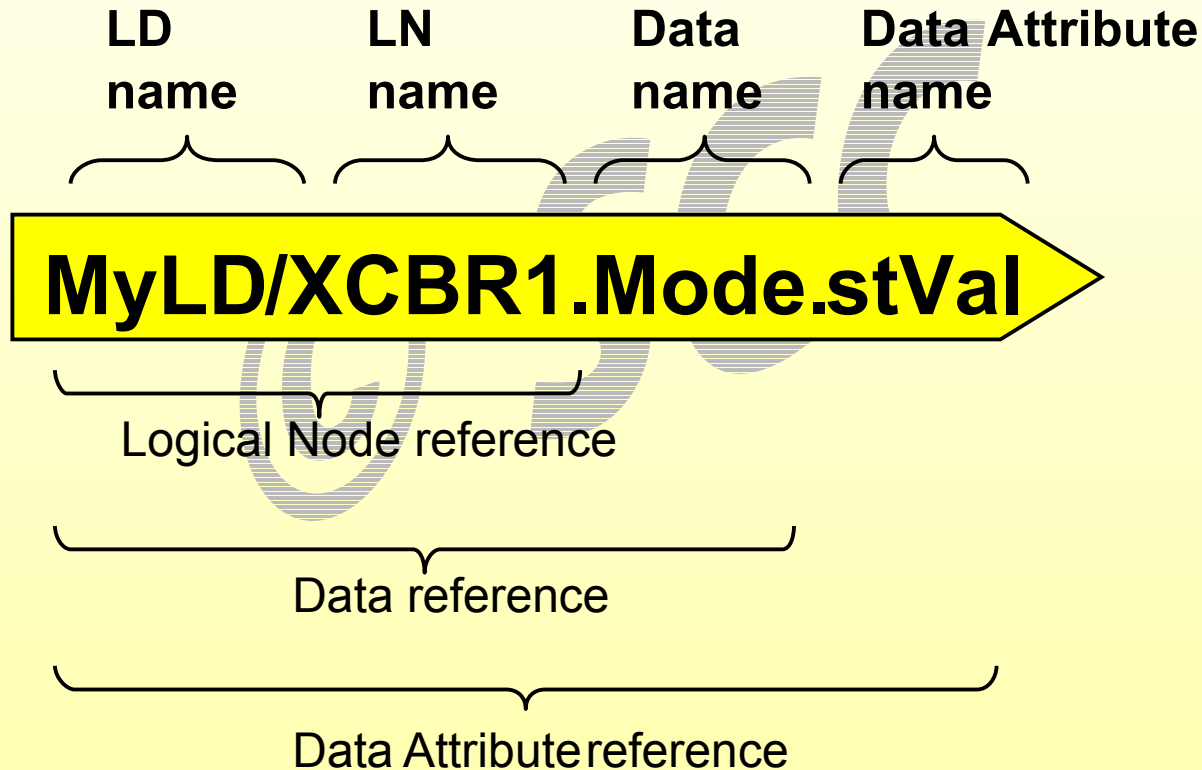 LD LN Data Data Attribute
name name name name
MyLD/XCBR1.Mode.stVal
Logical Node reference
Data reference
Data Attribute reference
© SCC